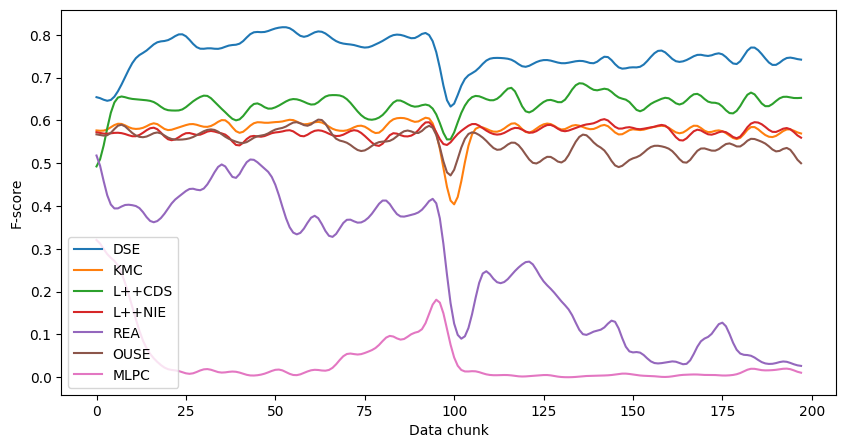 F-score
0.8
0.7
0.6
0.5
0.4
0.3
0.2
0.1
0.0
DSE
KMC
L++CDS
L++NIE
REA
OUSE
MLPC
0 25 50 75 100 125 150 175 200
Data chunk